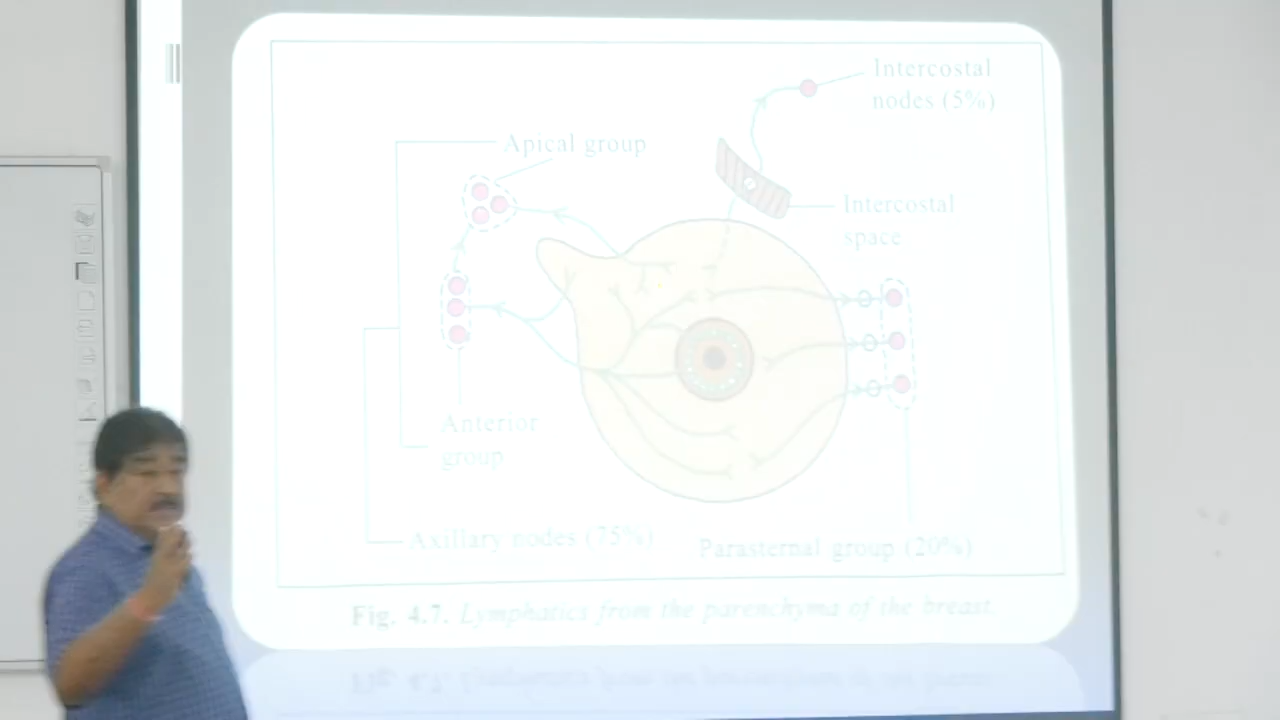 Intercostal
nodes (5%)
Apical group
Intercostal
space
Anterior
group
Axillary nodes (75%)
Parasternal group (20%)
Fig. 4.7. Lymphatics from the parenchyma of the breast.